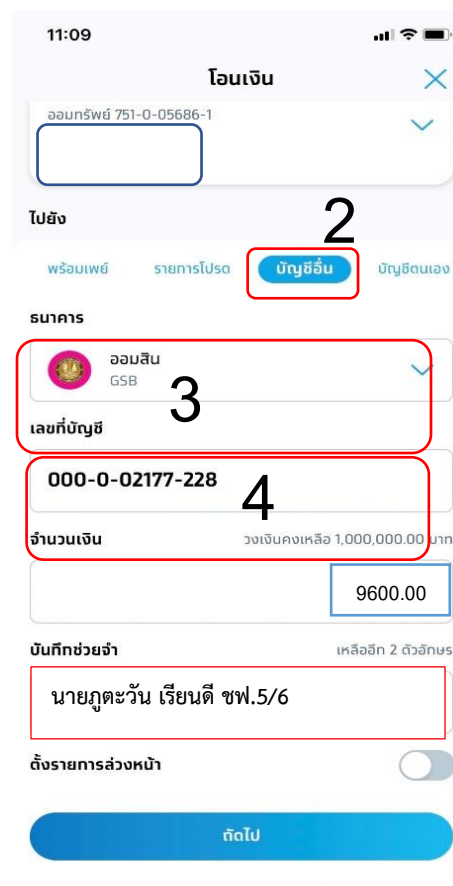 11:09
โอนเงิน
ออมทรัพย์ 751-0-05686-1
ไปยัง
2
พร้อมเพย์ รายการโปรด บัญชีอื่น บัญชีตนเอง
ธนาคาร
ออมสิน
GSB
3
เลขที่บัญชี
000-0-02177-228
4
จำนวนเงิน วงเงินคงเหลือ 1,000,000.00 บาท
9600.00
บันทึกช่วยจำ เหลืออีก 2 ตัวอักษร
นายภูตะวัน เรียนดี ชฟ.5/6
ตั้งรายการล่วงหน้า
ถัดไป